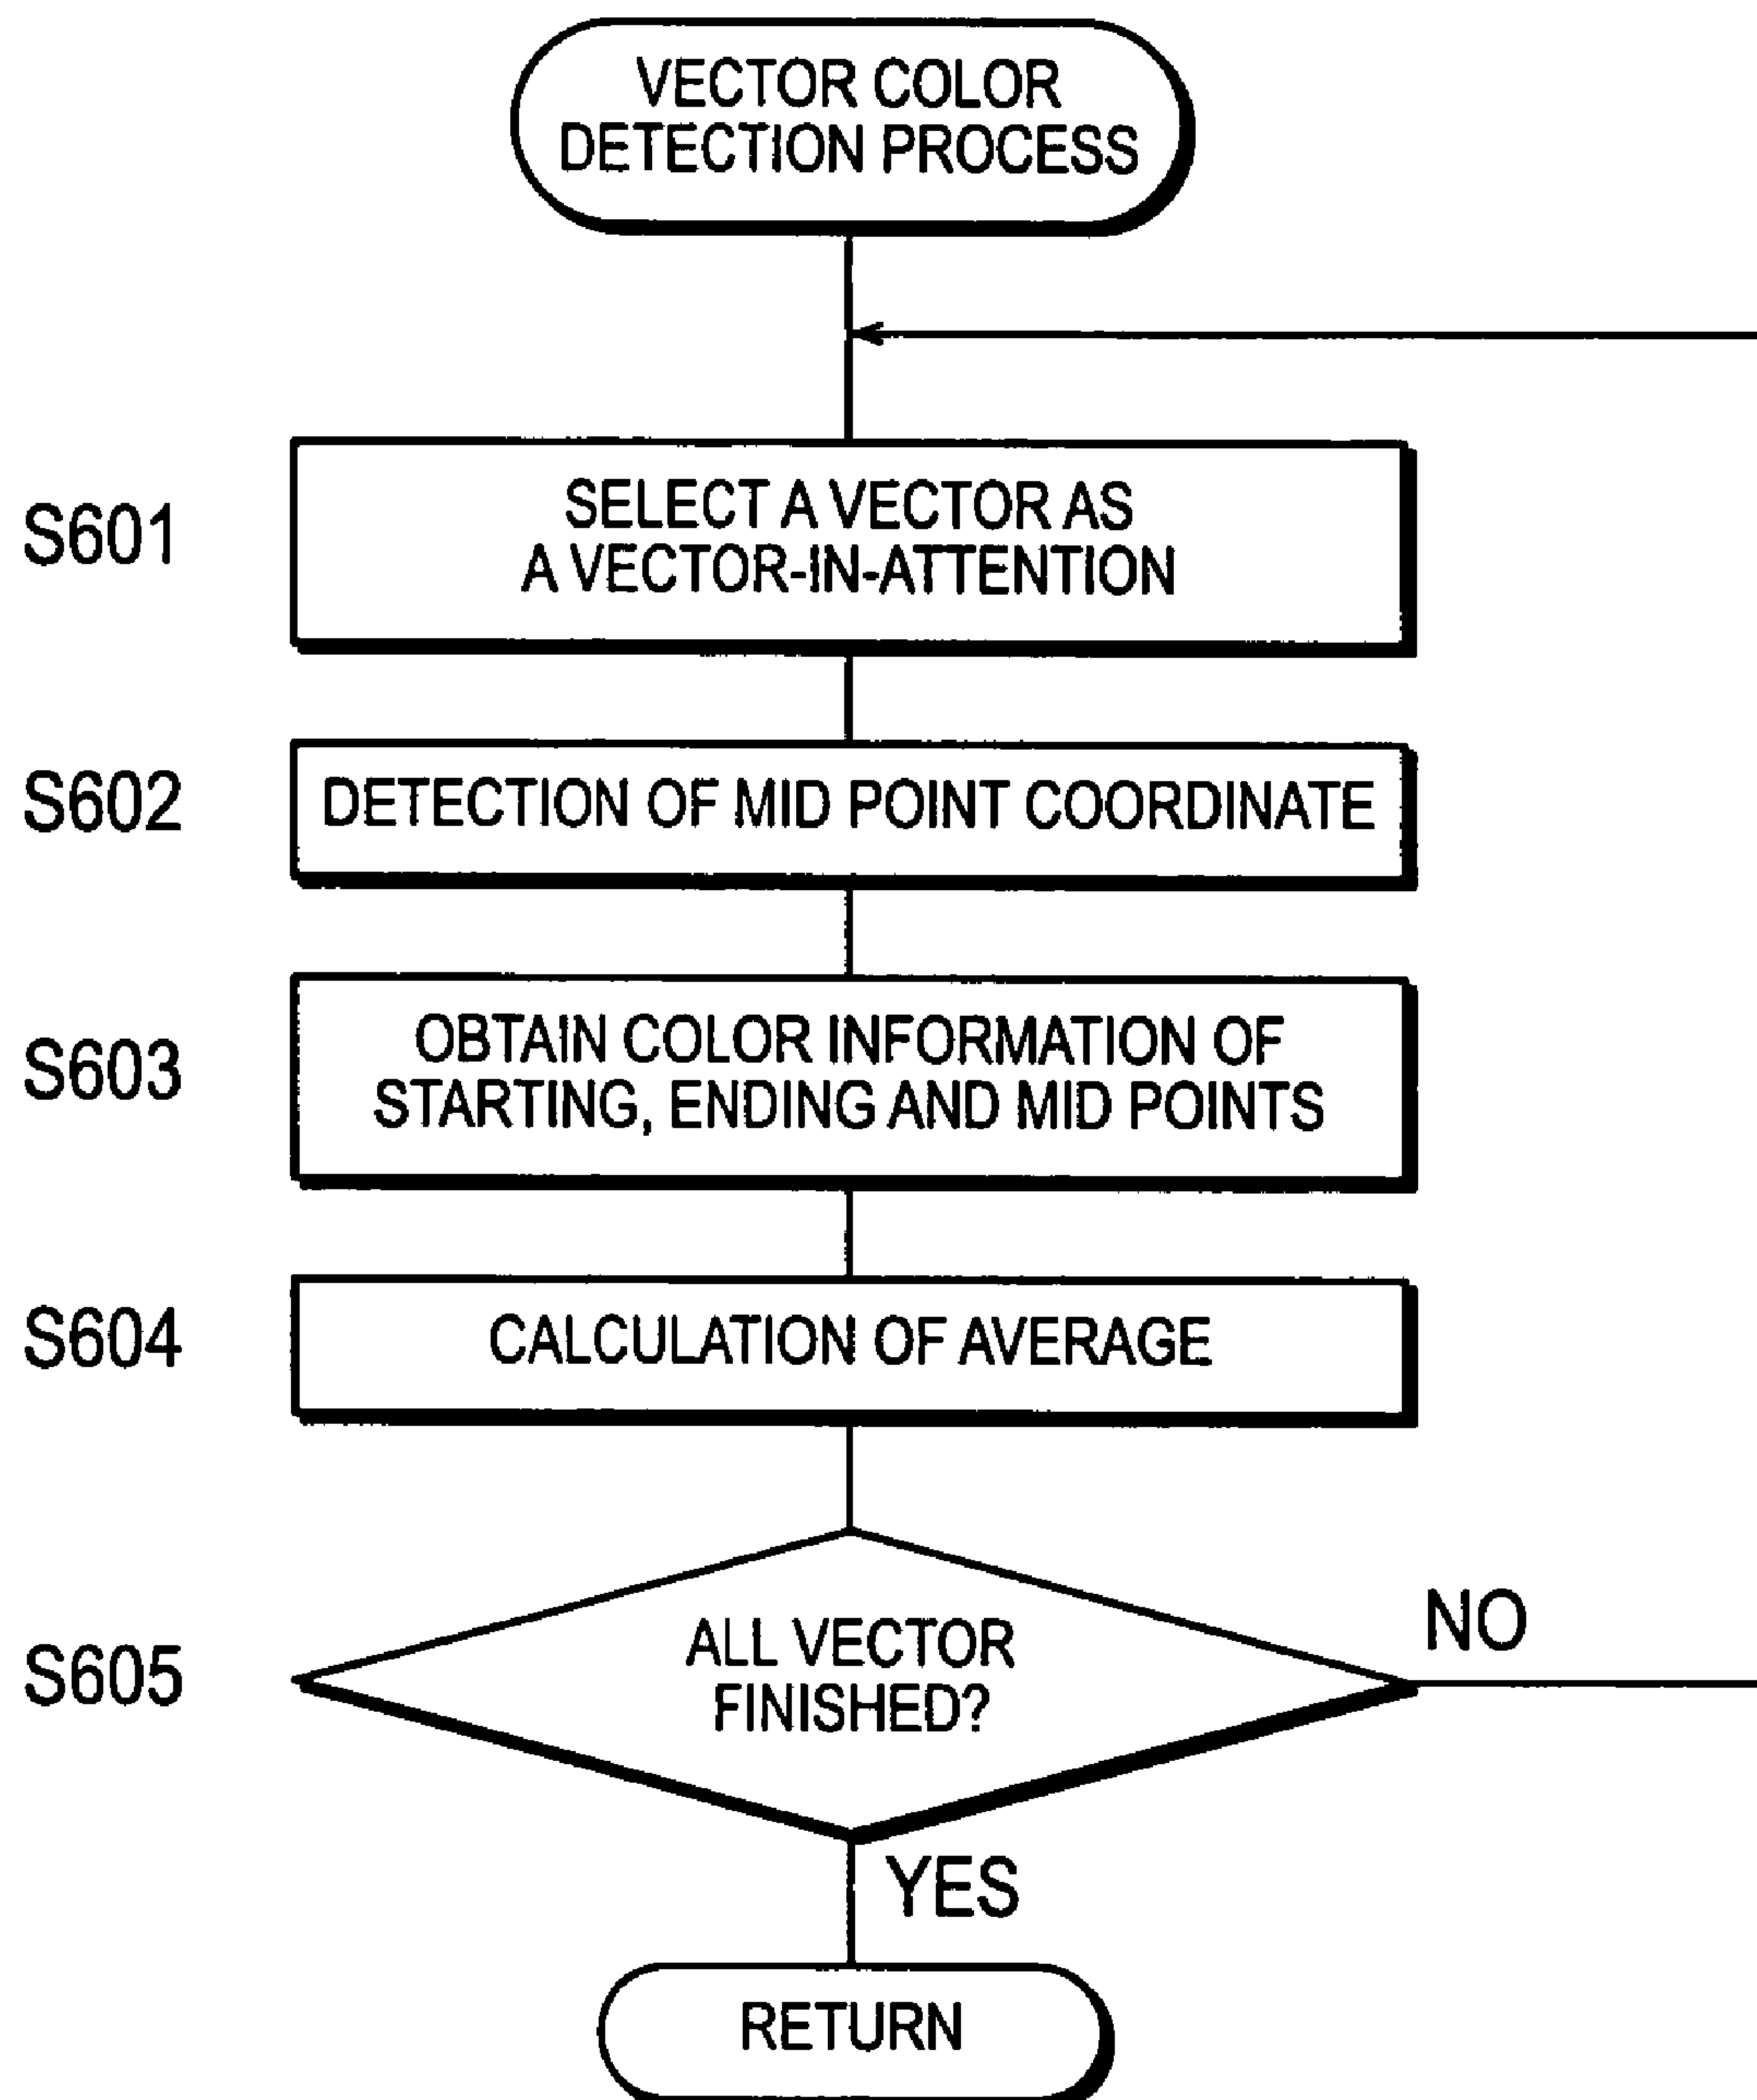 VECTOR COLOR
DETECTION PROCESS
S601
SELECT A VECTOR AS
A VECTOR-IN-ATTENTION
S602
DETECTION OF MID POINT COORDINATE
S603
OBTAIN COLOR INFORMATION OF
STARTING, ENDING AND MID POINTS
S604
CALCULATION OF AVERAGE
S605
ALL VECTOR
FINISHED?
NO
YES
RETURN